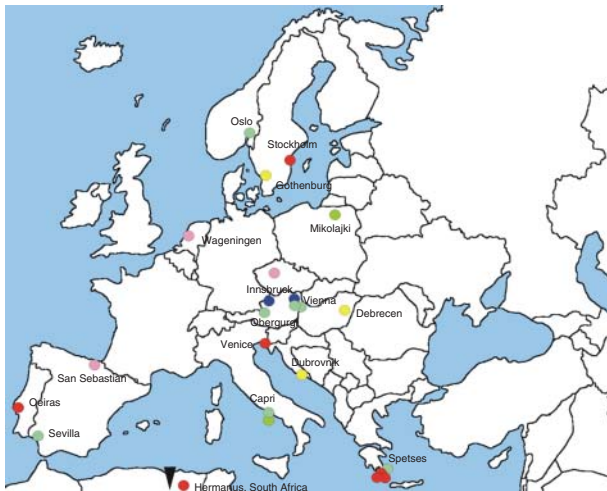 Oslo
Stockholm
Gothenburg
Mikolajki
Wageningen
Innsbruck
Vienna
Obergurgl
Debrecen
Venice
Dubrovnik
San Sebastian
Capri
Oeiras
Sevilla
Spetses
Hermanus, South Africa